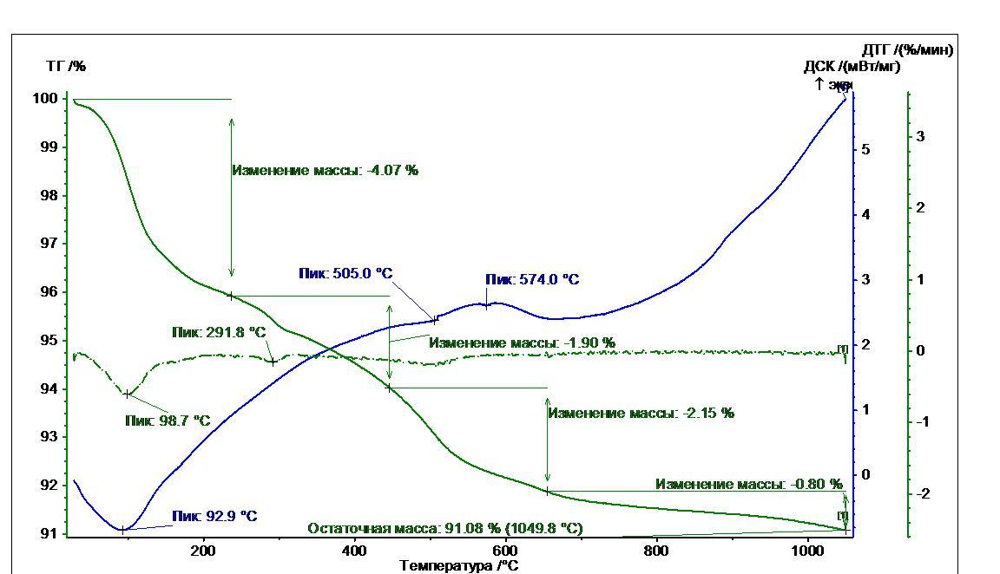 ДТГ /(%/мин)
ТГ /%
ДСК /(мВт/мг)
↑ экзо
[1]
100
99
98
97
96
95
94
93
92
91
Изменение массы: -4.07 %
Пик: 505.0 °C
Пик: 574.0 °C
Пик: 291.8 °C
Изменение массы: -1.90 %
[1]
Пик: 98.7 °C
Изменение массы: -2.15 %
Изменение массы: -0.80 %
Пик: 92.9 °C
[1]
Остаточная масса: 91.08 % (1049.8 °C)
5
4
3
2
1
0
3
2
1
0
-1
-2
200 400 600 800 1000
Температура /°C